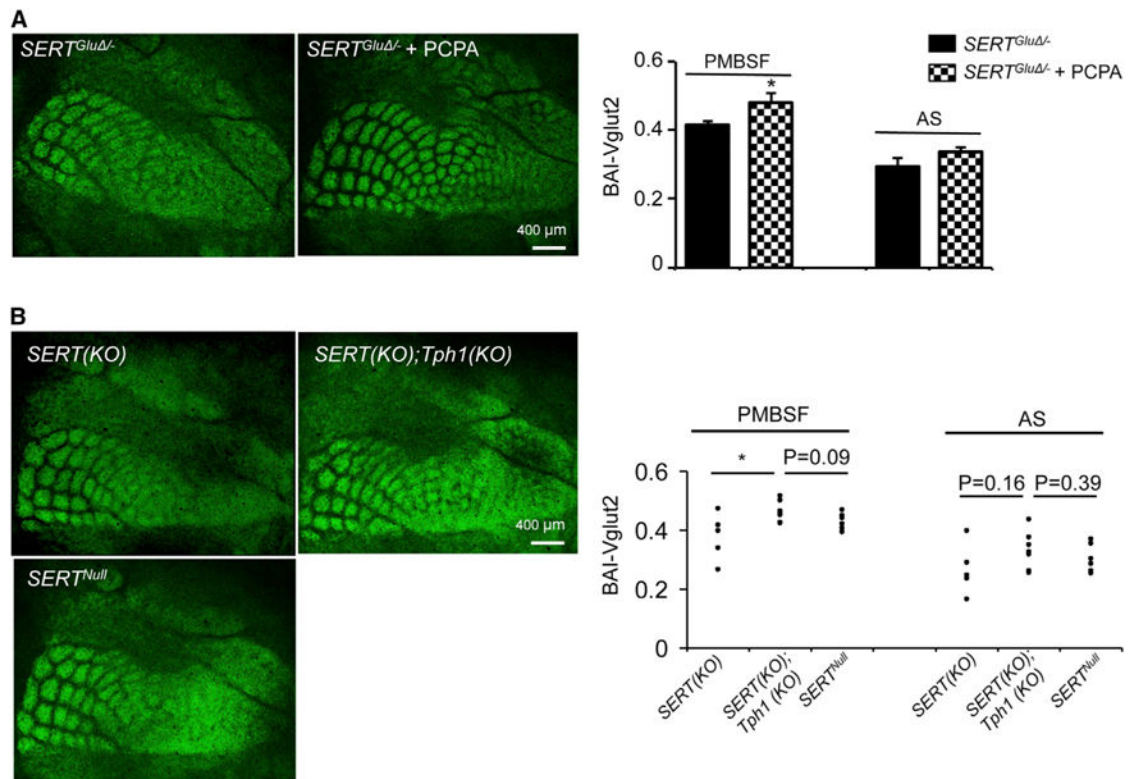 A
SERT^GluΔ/-
SERT^GluΔ/- + PCPA
400 µm
SERT^GluΔ/-
SERT^GluΔ/- + PCPA
PMBSF
*
AS
BAI-Vglut2
0.6
0.4
0.2
0
B
SERT(KO)
SERT(KO);Tph1(KO)
400 µm
SERT^Null
PMBSF
AS
*
P=0.09
P=0.16
P=0.39
BAI-Vglut2
0.6
0.4
0.2
0
SERT(KO)
SERT(KO);
Tph1 (KO)
SERT^Null
SERT(KO)
SERT(KO);
Tph1 (KO)
SERT^Null